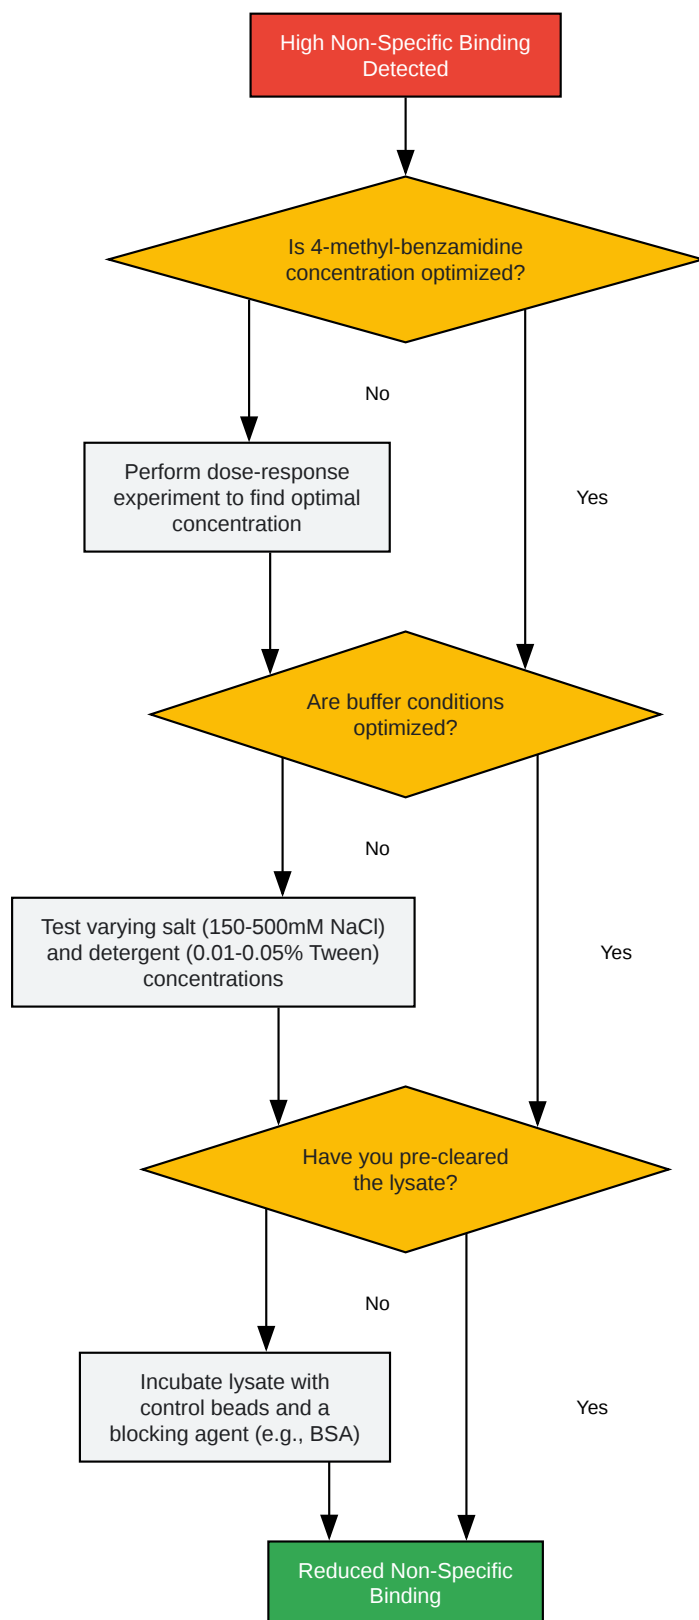 High Non-Specific Binding
Detected
Is 4-methyl-benzamidine
concentration optimized?
No
Perform dose-response
experiment to find optimal
concentration
Yes
Are buffer conditions
optimized?
No
Test varying salt (150-500mM NaCl)
and detergent (0.01-0.05% Tween)
concentrations
Yes
Have you pre-cleared
the lysate?
No
Incubate lysate with
control beads and a
blocking agent (e.g., BSA)
Yes
Reduced Non-Specific
Binding